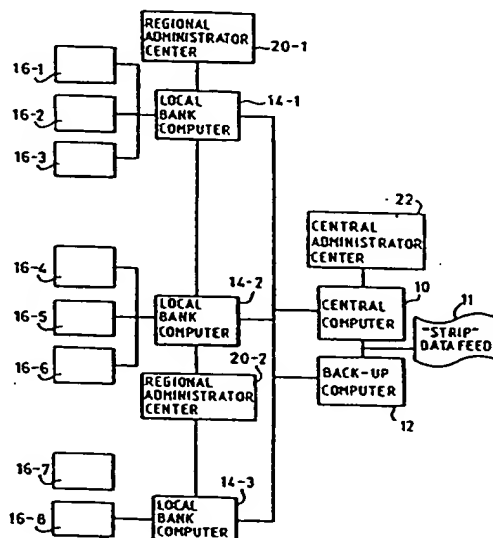 REGIONAL
ADMINISTRATOR
CENTER
20-1
16-1
16-2
16-3
LOCAL
BANK
COMPUTER
14-1
22
CENTRAL
ADMINISTRATOR
CENTER
16-4
16-5
16-6
LOCAL
BANK
COMPUTER
14-2
CENTRAL
COMPUTER
10
11
"STRIP"
DATA FEED
REGIONAL
ADMINISTRATOR
CENTER
20-2
BACK-UP
COMPUTER
12
16-7
16-8
LOCAL
BANK
COMPUTER
14-3